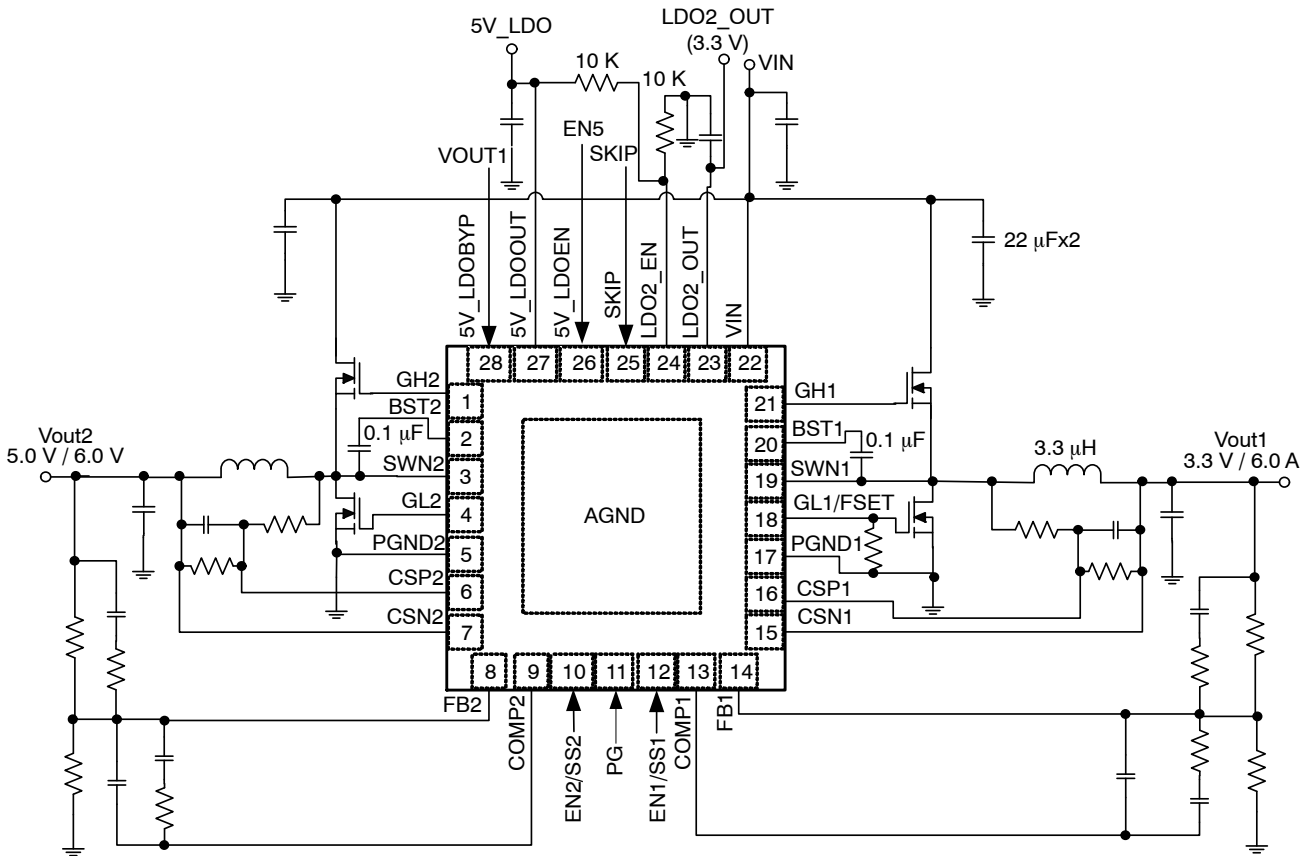 5V_LDO
LDO2_OUT
(3.3 V)
VIN
10 K
10 K
EN5
VOUT1
SKIP
22 μFx2
5V_LDOBYP
5V_LDOOUT
5V_LDOEN
SKIP
LDO2_EN
LDO2_OUT
VIN
28
27
26
25
24
23
22
GH2
1
BST2
2
0.1 μF
SWN2
3
GL2
4
PGND2
5
CSP2
6
CSN2
7
Vout2
5.0 V / 6.0 V
AGND
21
GH1
20
BST1
0.1 μF
19
SWN1
18
GL1/FSET
17
PGND1
16
CSP1
15
CSN1
3.3 μH
Vout1
3.3 V / 6.0 A
8
9
10
11
12
13
14
FB2
COMP2
EN2/SS2
PG
EN1/SS1
COMP1
FB1